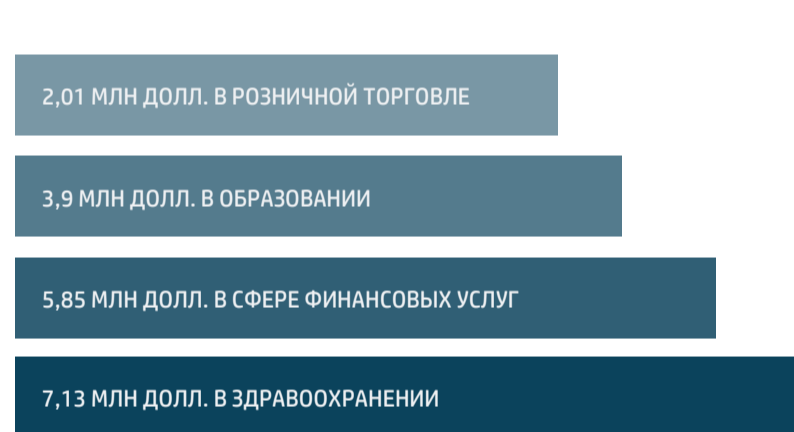 2,01 МЛН ДОЛЛ. В РОЗНИЧНОЙ ТОРГОВЛЕ
3,9 МЛН ДОЛЛ. В ОБРАЗОВАНИИ
5,85 МЛН ДОЛЛ. В СФЕРЕ ФИНАНСОВЫХ УСЛУГ
7,13 МЛН ДОЛЛ. В ЗДРАВООХРАНЕНИИ